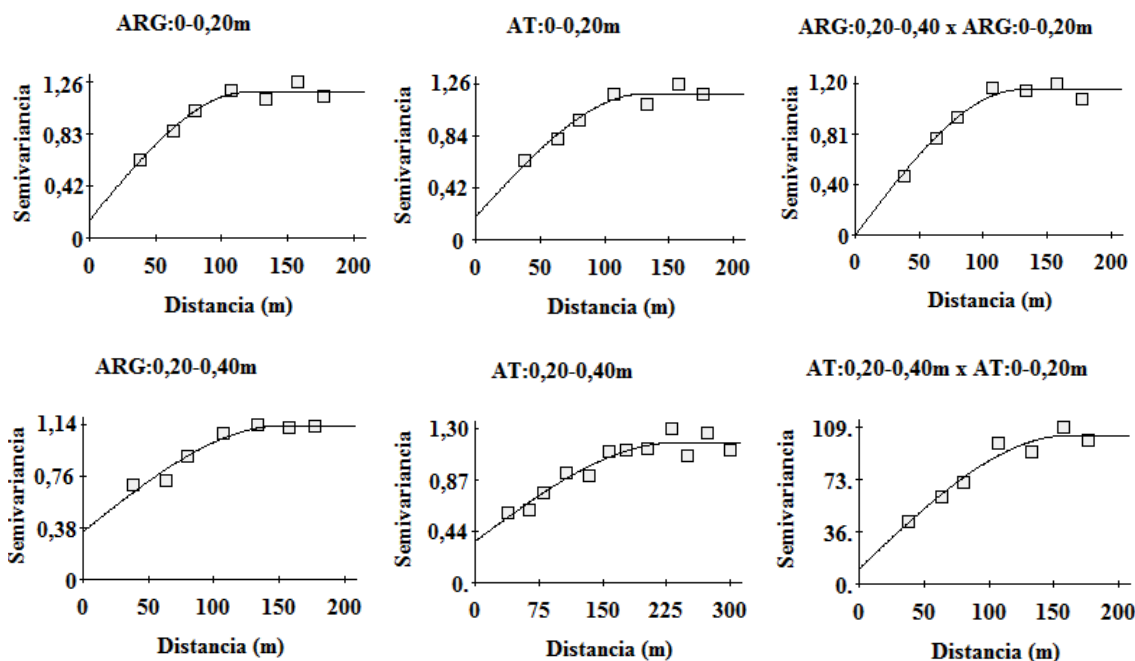 ARG:0-0,20m
AT:0-0,20m
ARG:0,20-0,40 x ARG:0-0,20m
Semivariancia
1,26
0,83
0,42
0
0 50 100 150 200
Distancia (m)
Semivariancia
1,26
0,84
0,42
0
0 50 100 150 200
Distancia (m)
Semivariancia
1,20
0,81
0,40
0
0 50 100 150 200
Distancia (m)
ARG:0,20-0,40m
AT:0,20-0,40m
AT:0,20-0,40m x AT:0-0,20m
Semivariancia
1,14
0,76
0,38
0
0 50 100 150 200
Distancia (m)
Semivariancia
1,30
0,87
0,44
0.
0 75 150 225 300
Distancia (m)
Semivariancia
109.
73.
36.
0.
0 50 100 150 200
Distancia (m)